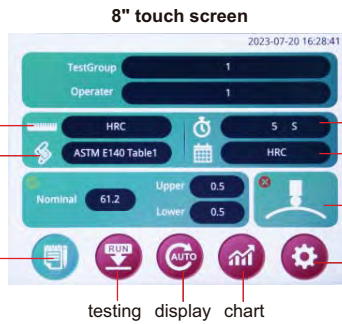 8" touch screen
2023-07-20 16:28:41
TestGroup 1
Operater 1
HRC 5 S
ASTM E140 Table1 HRC
Nominal 61.2 Upper 0.5
Lower 0.5
RUN AUTO
testing display chart